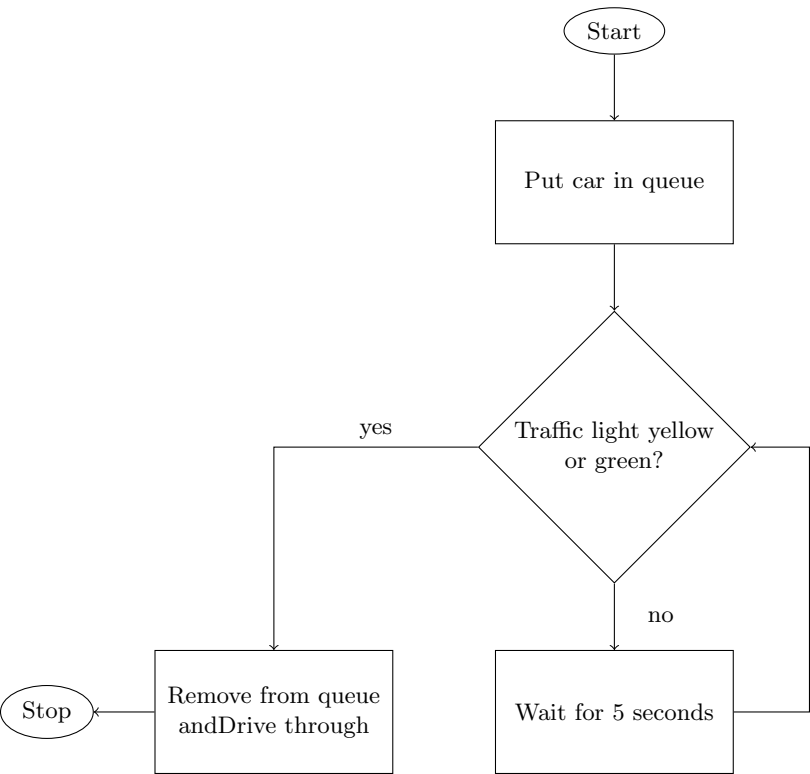 Start
Put car in queue
Traffic light yellow
or green?
yes
no
Wait for 5 seconds
Remove from queue
andDrive through
Stop